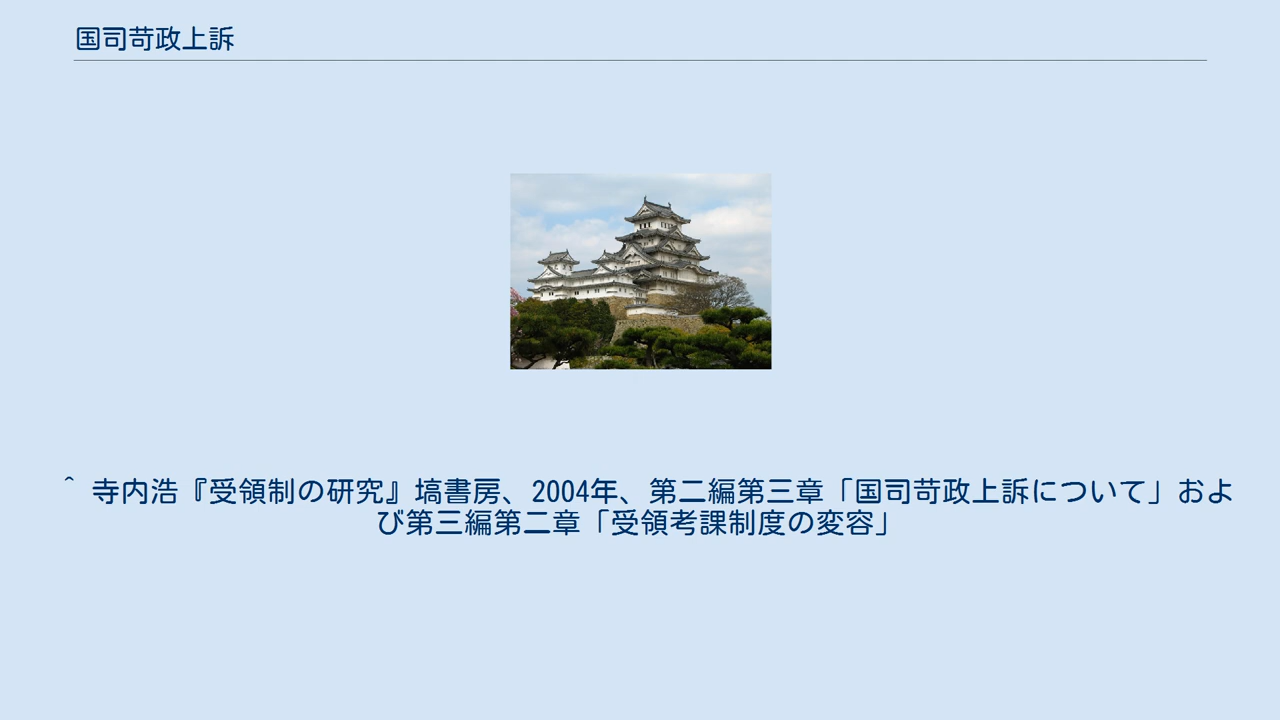 国司苛政上訴
^ 寺内浩『受領制の研究』塙書房、2004年、第二編第三章「国司苛政上訴について」およ
び第三編第二章「受領考課制度の変容」